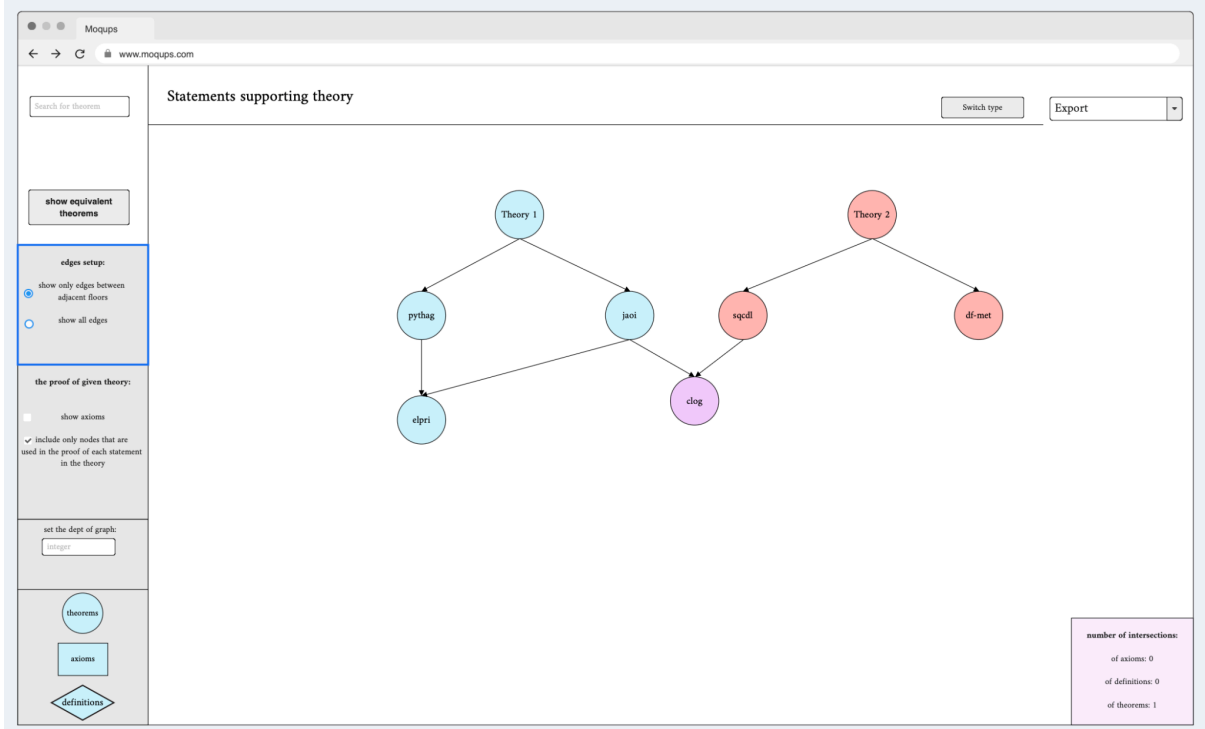 Moqups
www.moqups.com
Search for theorem
Statements supporting theory
Switch type
Export
show equivalent
theorems
edges setup:
show only edges between
adjacent floors
show all edges
the proof of given theory:
show axioms
include only nodes that are
used in the proof of each statement
in the theory
set the dept of graph:
integer
theorems
axioms
definitions
Theory 1
Theory 2
pythag
jaoi
sqcdl
df-met
elpri
clog
number of intersections:
of axioms: 0
of definitions: 0
of theorems: 1